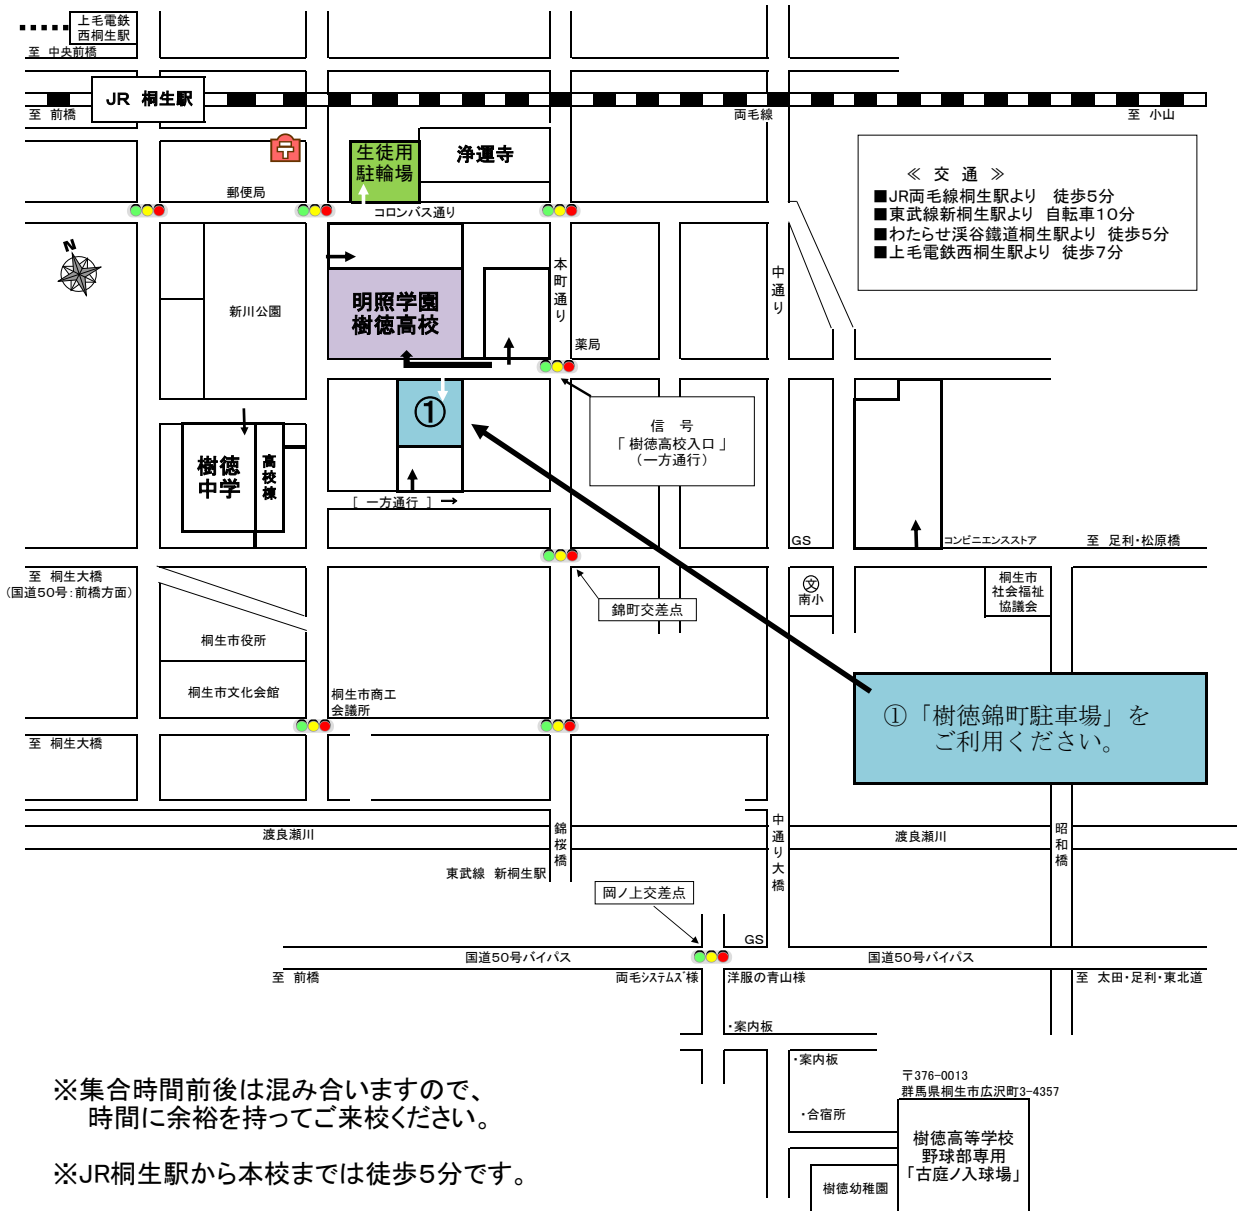 上毛電鉄
西桐生駅
至 中央前橋
JR 桐生駅
至 前橋
両毛線
至 小山
生徒用
駐輪場
浄運寺
郵便局
コロンバス通り
≪ 交 通 ≫
■JR両毛線桐生駅より 徒歩5分
■東武線新桐生駅より 自転車10分
■わたらせ渓谷鐵道桐生駅より 徒歩5分
■上毛電鉄西桐生駅より 徒歩7分
N
新川公園
明照学園
樹徳高校
本町通り
中通り
薬局
①
信 号
「 樹徳高校入口 」
(一方通行)
樹徳
中学
高校棟
[ 一方通行 ]
GS
コンビニエンスストア
至 足利・松原橋
至 桐生大橋
(国道50号:前橋方面)
錦町交差点
文
南小
桐生市
社会福祉
協議会
桐生市役所
桐生市文化会館
桐生市商工
会議所
①「樹徳錦町駐車場」を
ご利用ください。
至 桐生大橋
渡良瀬川
錦桜橋
中通り大橋
渡良瀬川
昭和橋
東武線 新桐生駅
岡ノ上交差点
GS
国道50号バイパス
国道50号バイパス
至 前橋
両毛システムズ様
洋服の青山様
至 太田・足利・東北道
・案内板
・案内板
〒376-0013
群馬県桐生市広沢町3-4357
・合宿所
樹徳高等学校
野球部専用
「古庭ノ入球場」
樹徳幼稚園
※集合時間前後は混み合いますので、
時間に余裕を持ってご来校ください。
※JR桐生駅から本校までは徒歩5分です。